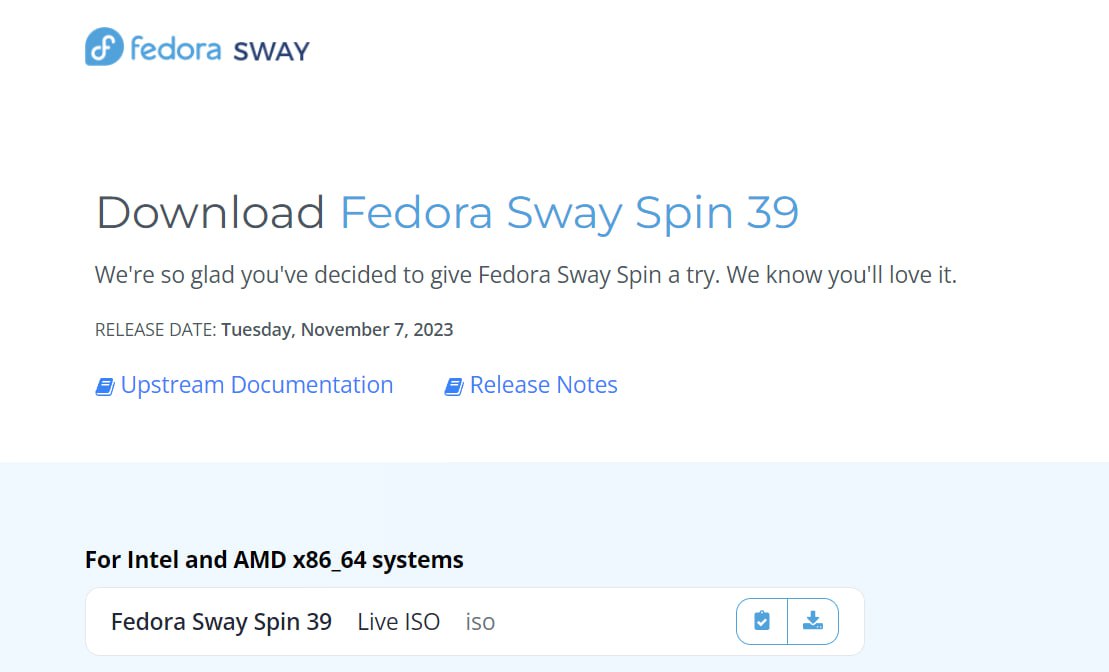 fedora SWAY
Download Fedora Sway Spin 39
We're so glad you've decided to give Fedora Sway Spin a try. We know you'll love it.
RELEASE DATE: Tuesday, November 7, 2023
Upstream Documentation Release Notes
For Intel and AMD x86_64 systems
Fedora Sway Spin 39 Live ISO iso